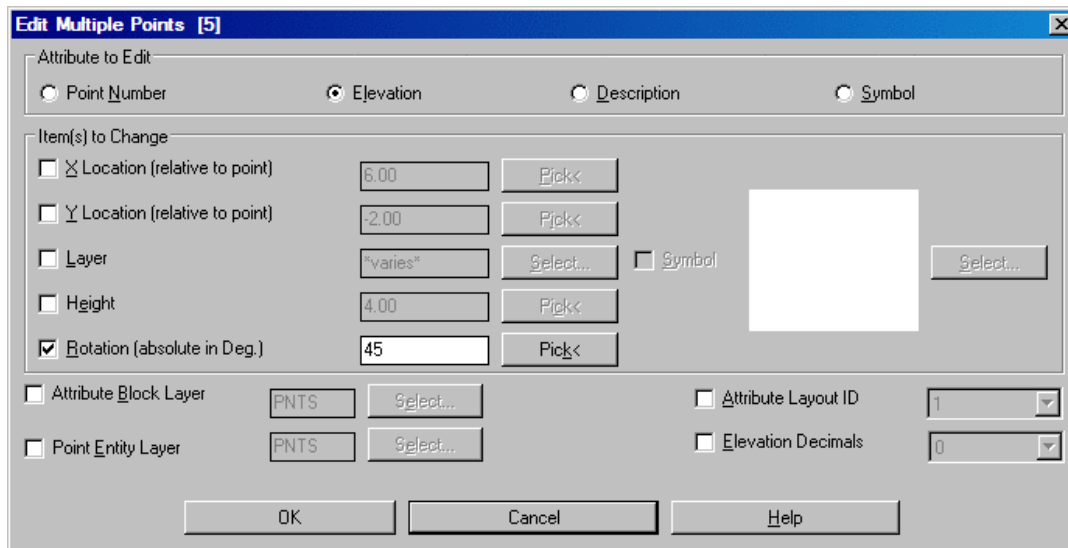 Edit Multiple Points [5]
Attribute to Edit
Point Number Elevation Description Symbol
Item(s) to Change
X Location (relative to point) 6.00 Pick<
Y Location (relative to point) -2.00 Pick<
Layer *varies* Select... Symbol Select...
Height 4.00 Pick<
Rotation (absolute in Deg.) 45 Pick<
Attribute Block Layer PNTS Select... Attribute Layout ID 1
Point Entity Layer PNTS Select... Elevation Decimals 0
OK Cancel Help